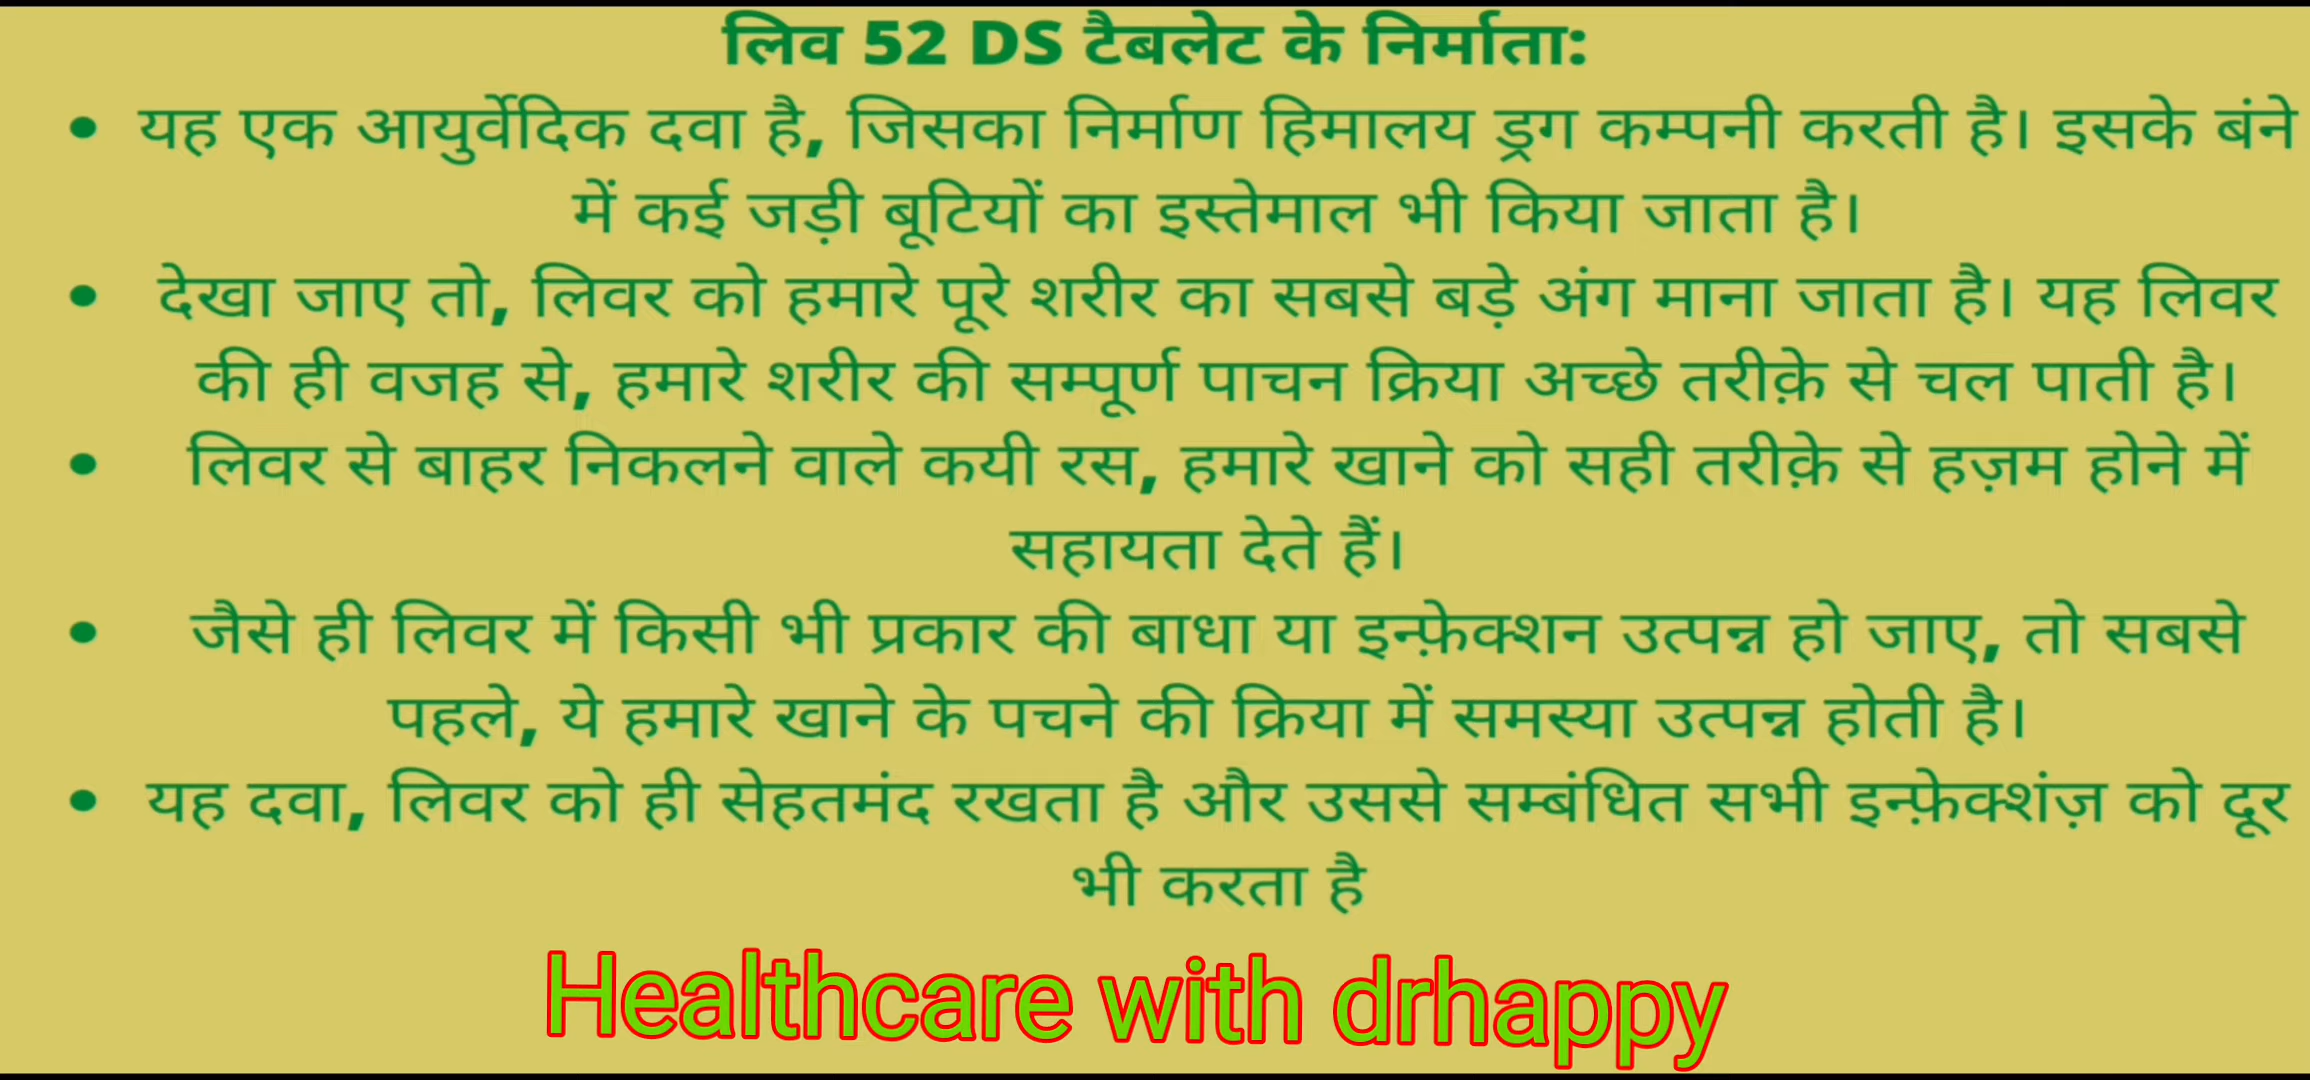 लिव 52 DS टैबलेट के निर्माता:
• यह एक आयुर्वेदिक दवा है, जिसका निर्माण हिमालय ड्रग कम्पनी करती है। इसके बंने
में कई जड़ी बूटियों का इस्तेमाल भी किया जाता है।
• देखा जाए तो, लिवर को हमारे पूरे शरीर का सबसे बड़े अंग माना जाता है। यह लिवर
की ही वजह से, हमारे शरीर की सम्पूर्ण पाचन क्रिया अच्छे तरीक़े से चल पाती है।
• लिवर से बाहर निकलने वाले कयी रस, हमारे खाने को सही तरीक़े से हज़म होने में
सहायता देते हैं।
• जैसे ही लिवर में किसी भी प्रकार की बाधा या इन्फ़ेक्शन उत्पन्न हो जाए, तो सबसे
पहले, ये हमारे खाने के पचने की क्रिया में समस्या उत्पन्न होती है।
• यह दवा, लिवर को ही सेहतमंद रखता है और उससे सम्बंधित सभी इन्फ़ेक्शंज़ को दूर
भी करता है
Healthcare with drhappy